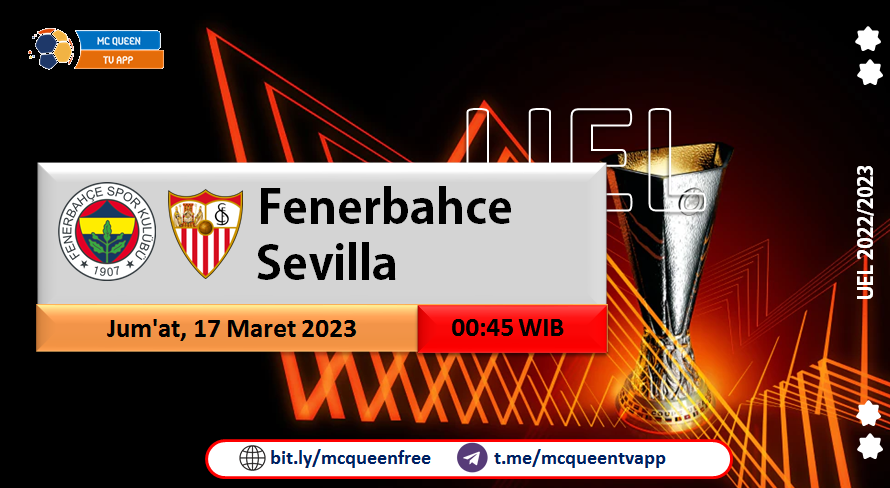 MC QUEEN
TV APP
UEL
FENERBAHÇE SPOR KULÜBÜ
★ 1907 ★
Fenerbahce
Sevilla
Jum'at, 17 Maret 2023
00:45 WIB
UEL 2022/2023
bit.ly/mcqueenfree
t.me/mcqueentvapp